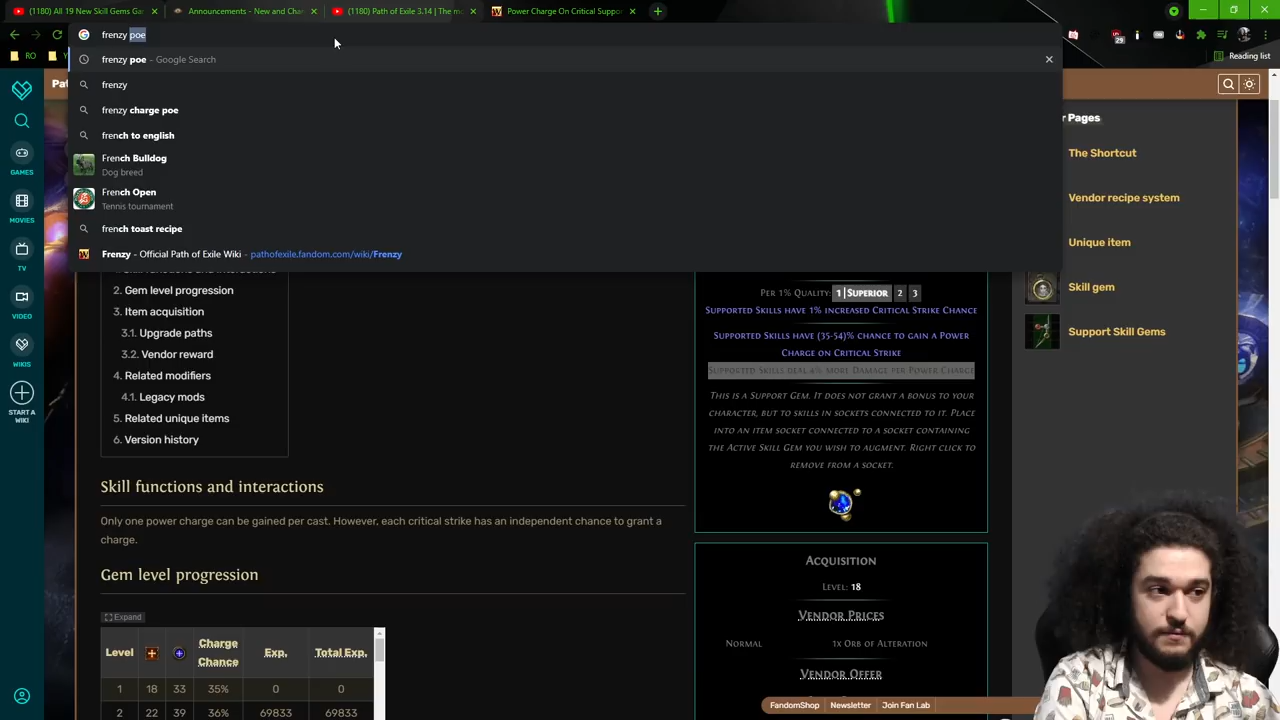 (1180) All 19 New Skill Gems Ga
Announcements - New and Cha
(1180) Path of Exile 3.14 | The m
Power Charge On Critical Suppo
frenzy poe
frenzy poe - Google Search
frenzy
frenzy charge poe
french to english
French Bulldog
Dog breed
French Open
Tennis tournament
french toast recipe
Frenzy - Official Path of Exile Wiki - pathofexile.fandom.com/wiki/Frenzy
RO
29
Reading list
Pat
r Pages
The Shortcut
Vendor recipe system
Unique item
Skill gem
Support Skill Gems
GAMES
MOVIES
TV
VIDEO
WIKIS
START A
WIKI
2. Gem level progression
3. Item acquisition
3.1. Upgrade paths
3.2. Vendor reward
4. Related modifiers
4.1. Legacy mods
5. Related unique items
6. Version history
Per 1% Quality: 1 | Superior 2 3
Supported Skills have 1% increased Critical Strike Chance
Supported Skills have (35-54)% chance to gain a Power
Charge on Critical Strike
Supported Skills deal 4% more Damage per Power Charge
This is a Support Gem. It does not grant a bonus to your
character, but to skills in sockets connected to it. Place
into an item socket connected to a socket containing
the Active Skill Gem you wish to augment. Right click to
remove from a socket.
Skill functions and interactions
Only one power charge can be gained per cast. However, each critical strike has an independent chance to grant a
charge.
Gem level progression
Expand
Level Charge Chance Exp. Total Exp.
1 18 33 35% 0 0
2 22 39 36% 69833 69833
Acquisition
Level: 18
Vendor Prices
Normal 1x Orb of Alteration
Vendor Offer
FandomShop Newsletter Join Fan Lab